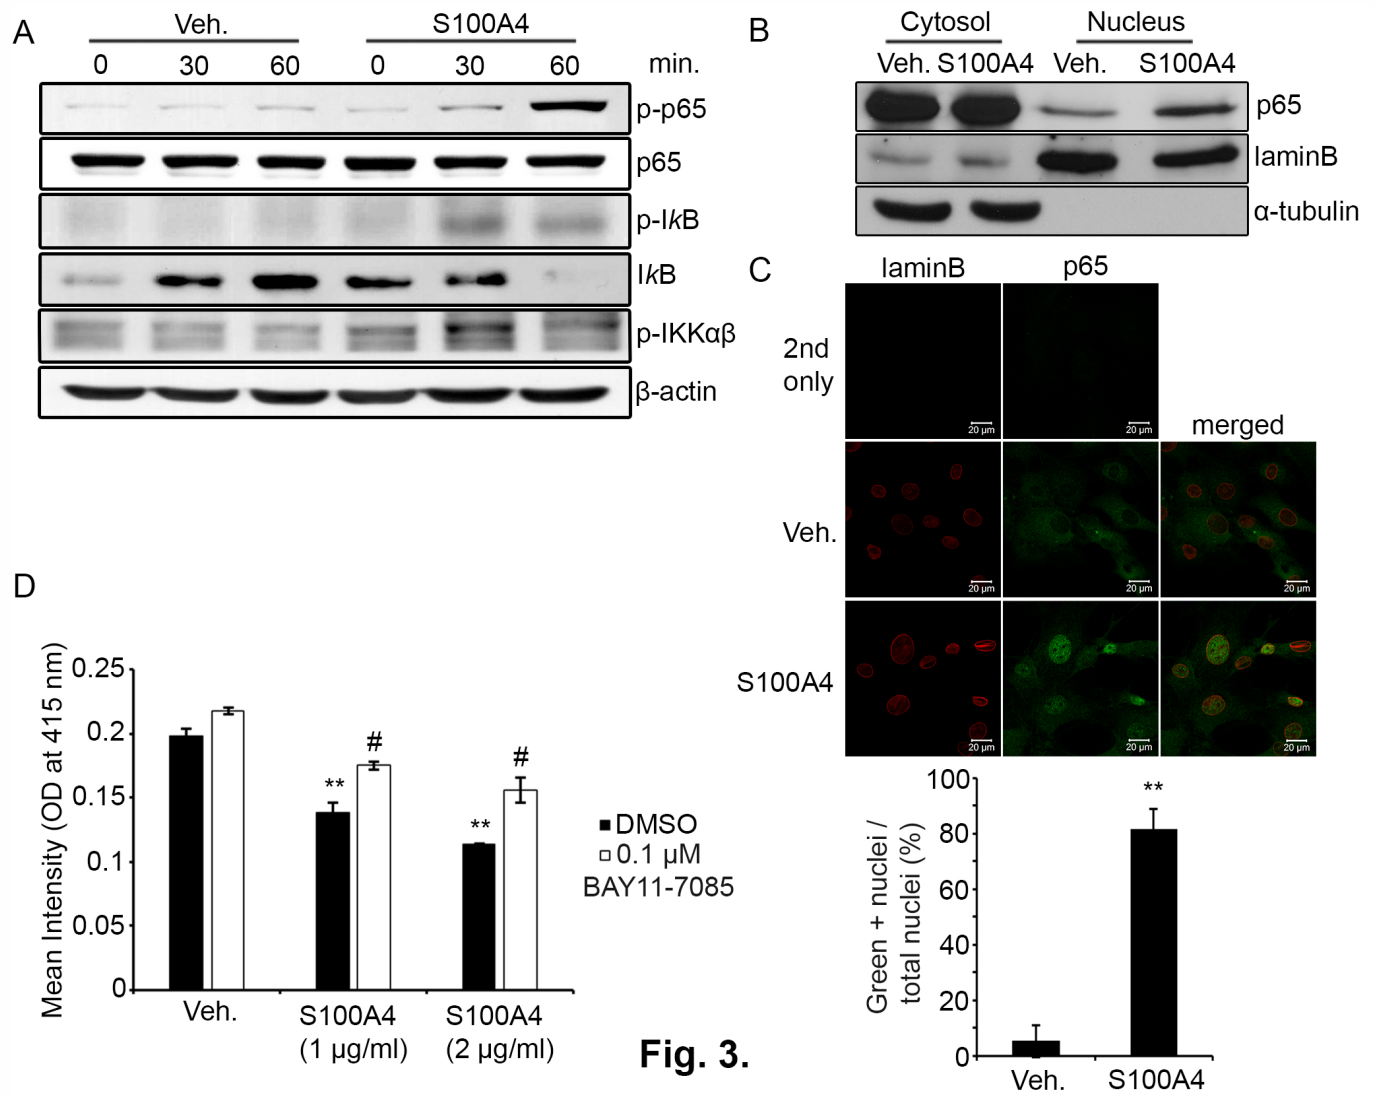 A
Veh. S100A4
0 30 60 0 30 60 min.
p-p65
p65
p-IkB
IkB
p-IKKαβ
β-actin
B
Cytosol Nucleus
Veh. S100A4 Veh. S100A4
p65
laminB
α-tubulin
C
laminB p65
2nd
only
20 µm 20 µm
merged
Veh.
20 µm 20 µm 20 µm
S100A4
20 µm 20 µm 20 µm
Green + nuclei /
total nuclei (%)
100
80
60
40
20
0
**
Veh. S100A4
D
Mean Intensity (OD at 415 nm)
0.25
0.2
0.15
0.1
0.05
0
** #
** #
DMSO
0.1 µM
BAY11-7085
Veh. S100A4 S100A4
(1 µg/ml) (2 µg/ml)
Fig. 3.